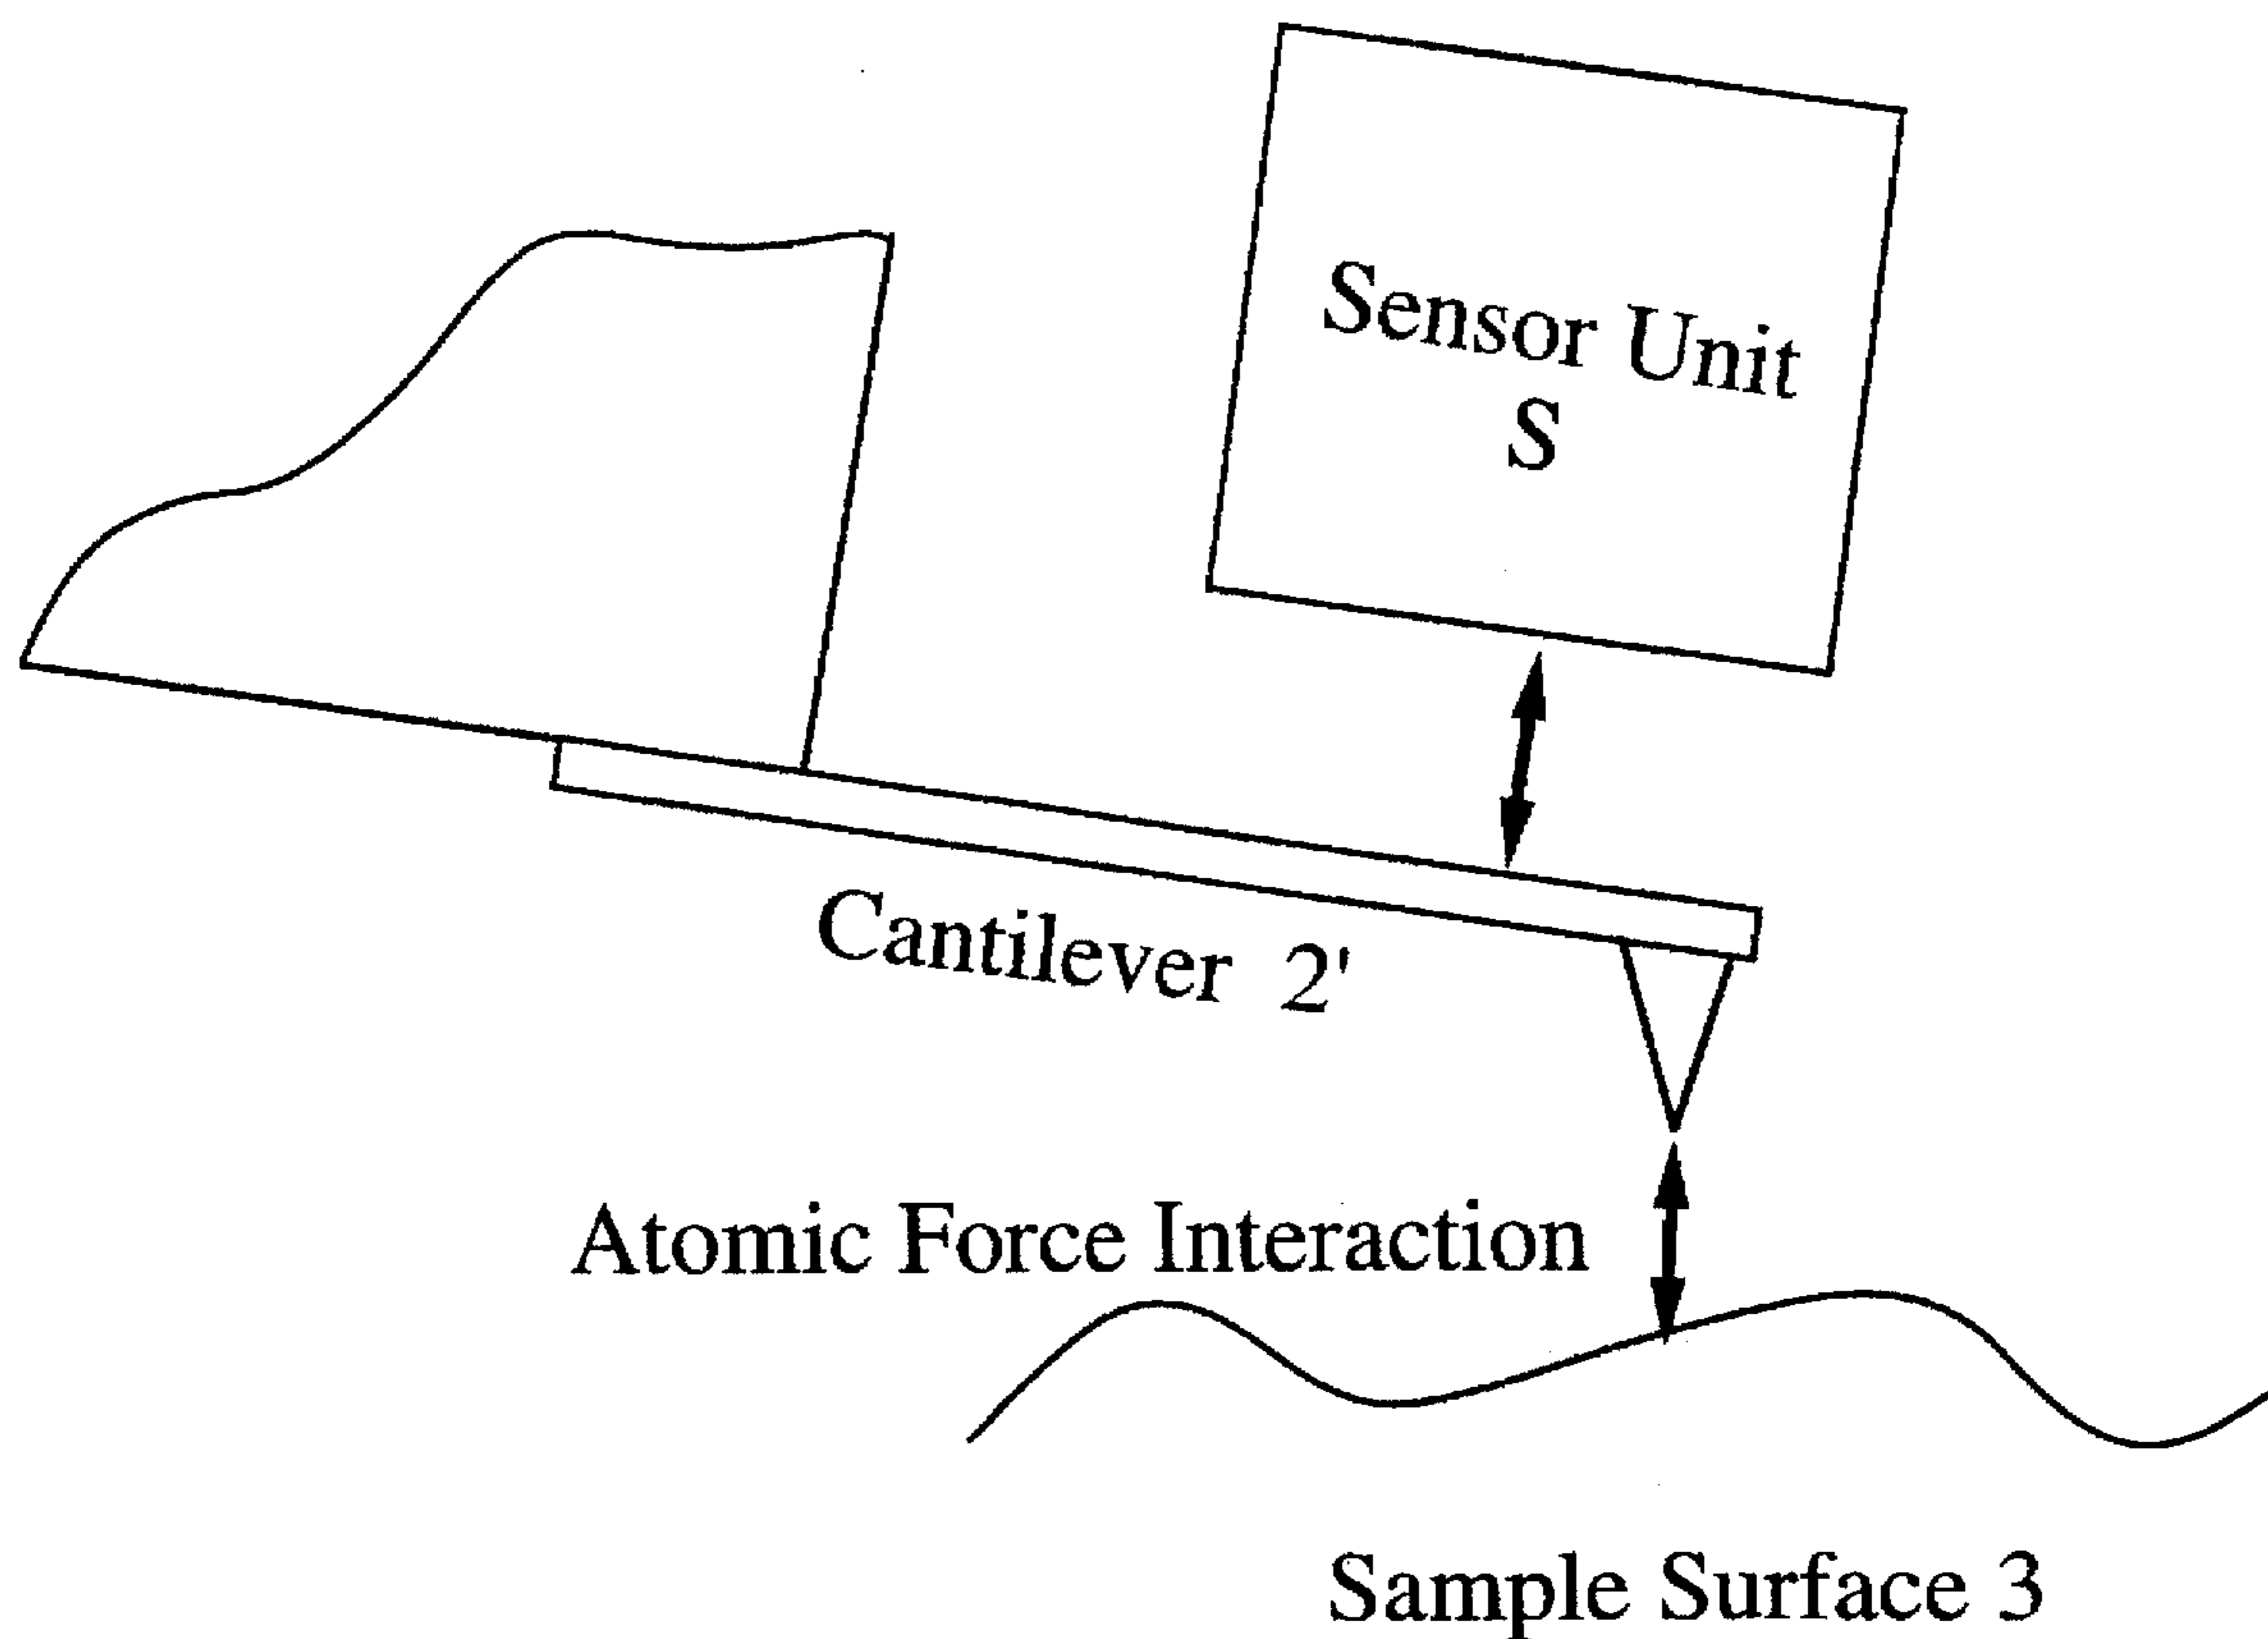 Sensor Unit
S
Cantilever 2'
Atomic Force Interaction
Sample Surface 3